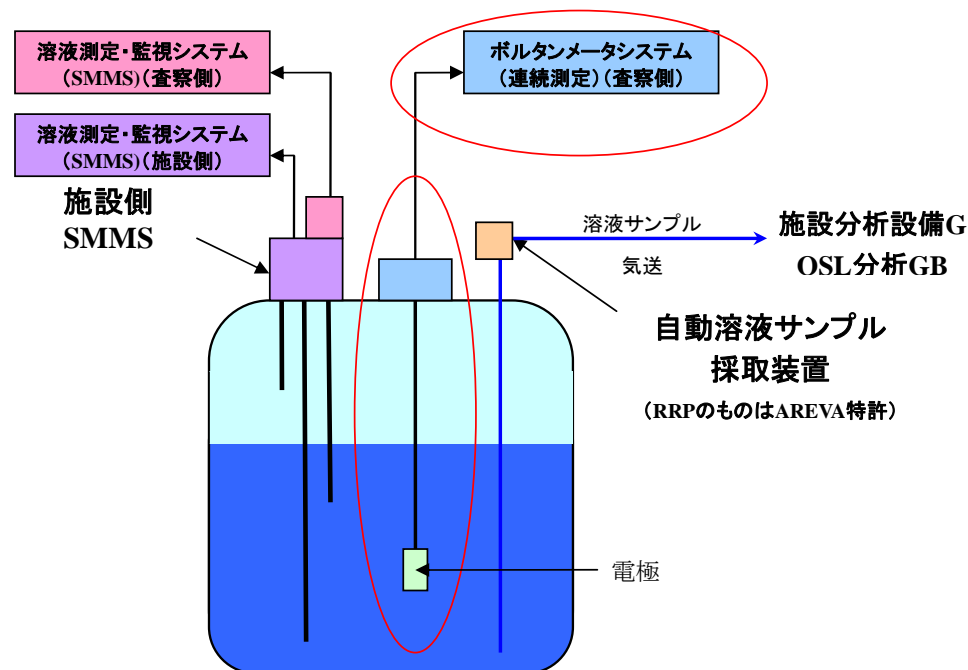 溶液測定・監視システム
(SMMS)(査察側)
ボルタンメータシステム
(連続測定)(査察側)
溶液測定・監視システム
(SMMS)(施設側)
施設側
SMMS
溶液サンプル
気送
施設分析設備G
OSL分析GB
自動溶液サンプル
採取装置
(RRPのものはAREVA特許)
電極